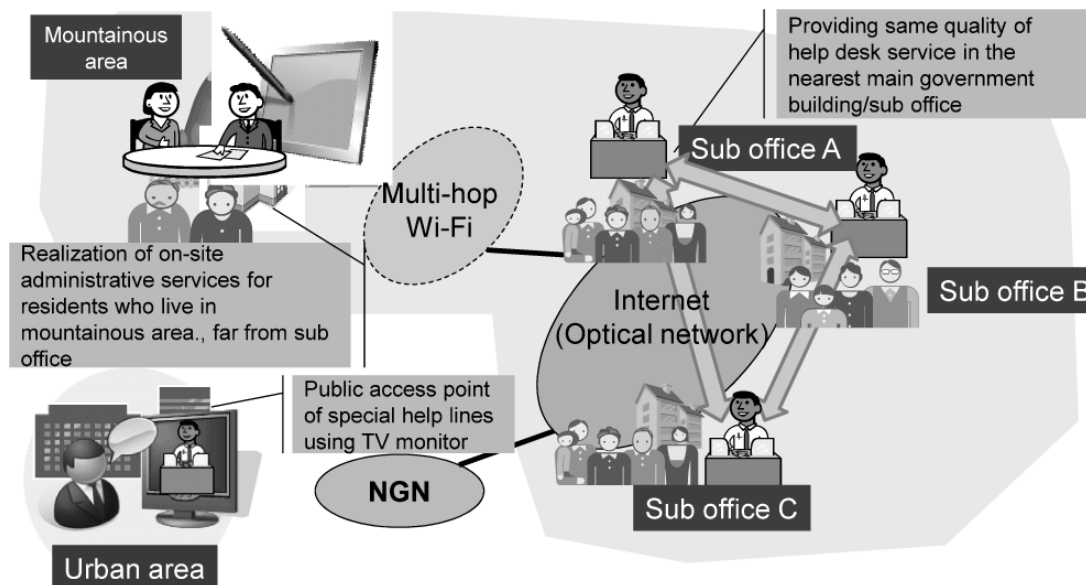 Mountainous
area
Providing same quality of
help desk service in the
nearest main government
building/sub office
Sub office A
Multi-hop
Wi-Fi
Realization of on-site
administrative services for
residents who live in
mountainous area., far from sub
office
Sub office B
Internet
(Optical network)
Public access point
of special help lines
using TV monitor
NGN
Sub office C
Urban area